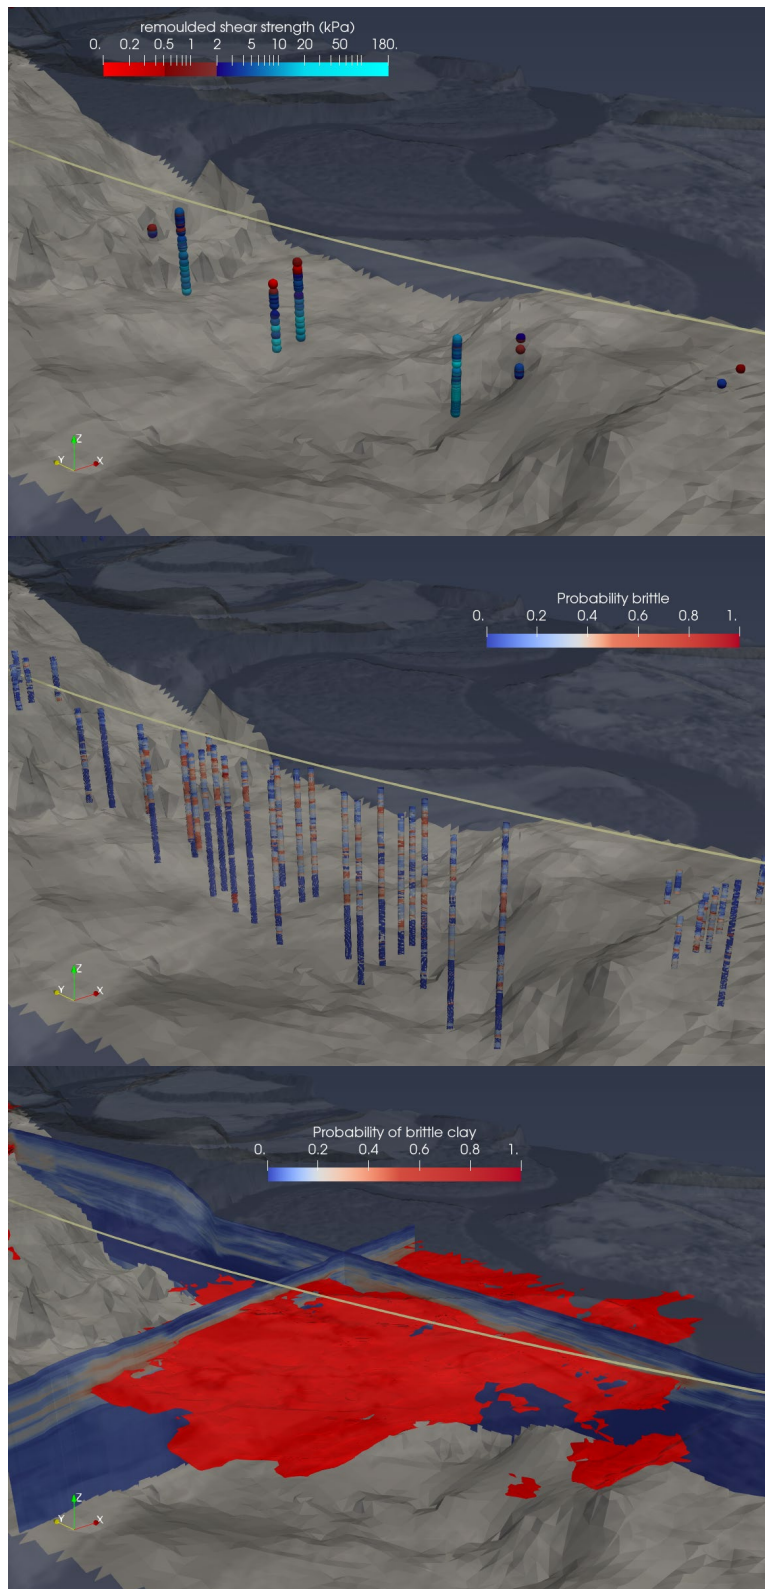 remoulded shear strength (kPa)
0. 0.2 0.5 1 2 5 10 20 50 180.
Z
Y X
Probability brittle
0. 0.2 0.4 0.6 0.8 1.
Z
Y X
Probability of brittle clay
0. 0.2 0.4 0.6 0.8 1.
Z
Y X